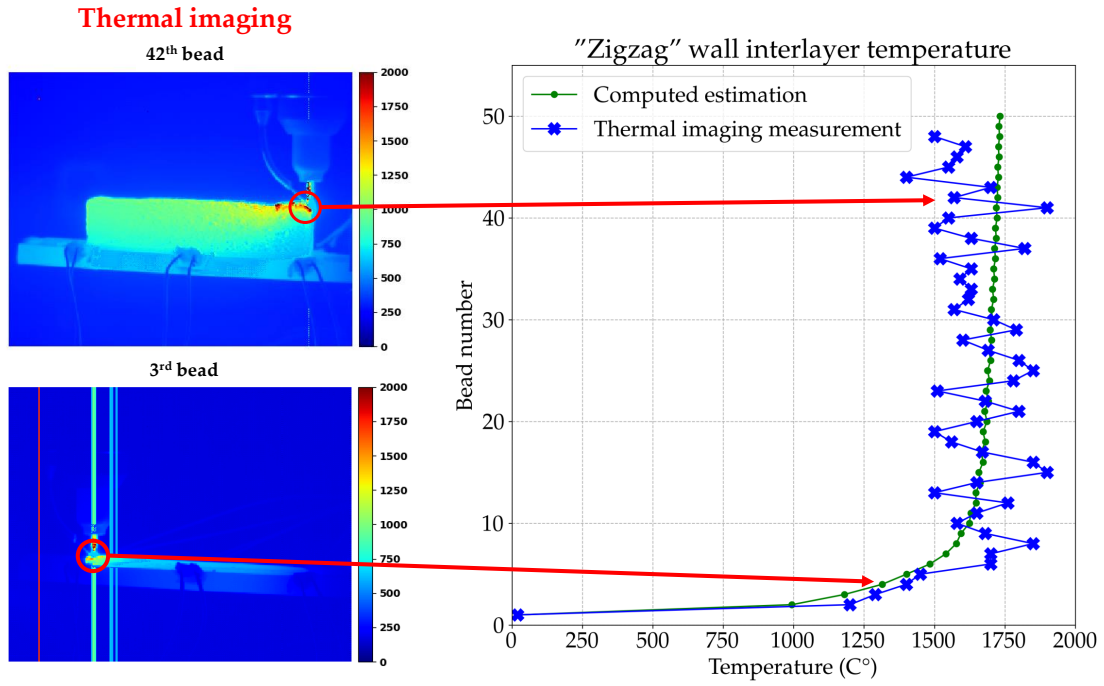 Thermal imaging
42th bead
2000
1750
1500
1250
1000
750
500
250
0
3rd bead
2000
1750
1500
1250
1000
750
500
250
0
”Zigzag” wall interlayer temperature
Computed estimation
Thermal imaging measurement
Bead number
50
40
30
20
10
0
0 250 500 750 1000 1250 1500 1750 2000
Temperature (C°)